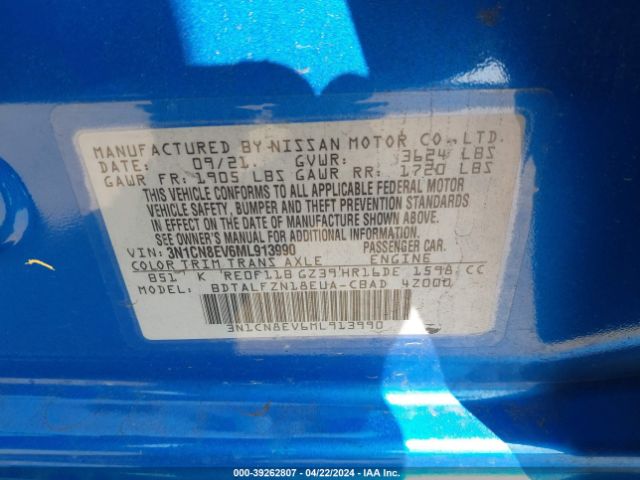 MANUFACTURED BY NISSAN MOTOR CO., LTD.
DATE: 09/21. GVWR: 3624 LBS
GAWR FR: 1905 LBS GAWR RR: 1720 LBS
THIS VEHICLE CONFORMS TO ALL APPLICABLE FEDERAL MOTOR
VEHICLE SAFETY, BUMPER AND THEFT PREVENTION STANDARDS
IN EFFECT ON THE DATE OF MANUFACTURE SHOWN ABOVE.
SEE OWNER'S MANUAL FOR ADDITIONAL INFORMATION.
VIN: 3N1CN8EV6ML913990 PASSENGER CAR.
COLOR TRIM TRANS AXLE ENGINE
B51 K RE0F11B GZ39 HR16DE 1598 CC
MODEL: BDTALFZN18EUA-CBAD 4Z000
3N1CN8EV6ML913990
000-39262807 - 04/22/2024 - IAA Inc.